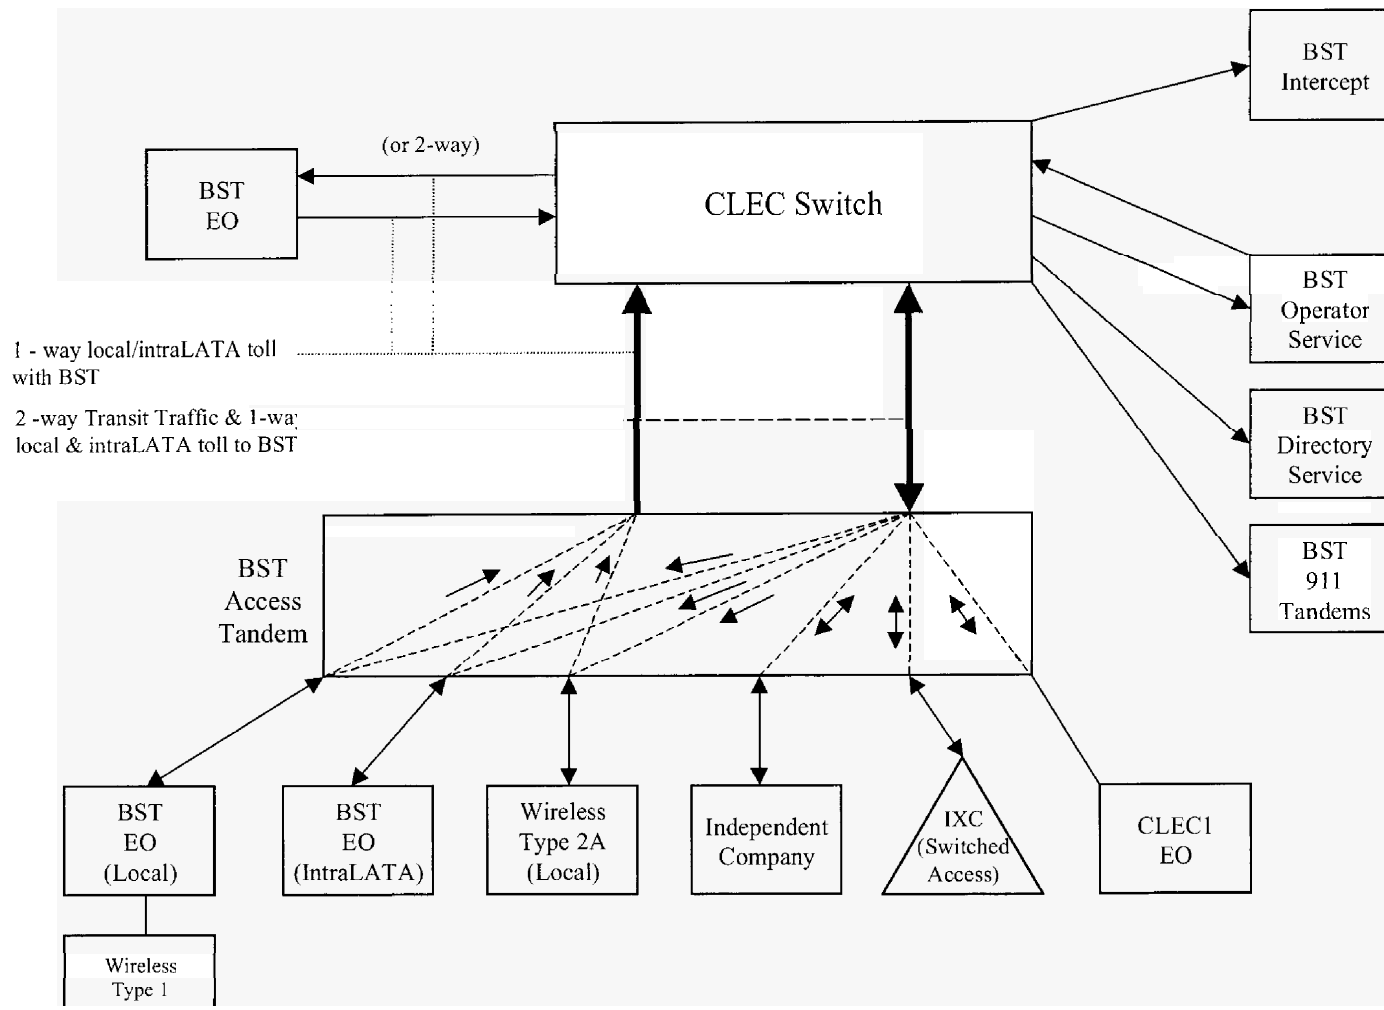 BST
Intercept
(or 2-way)
BST
EO
CLEC Switch
BST
Operator
Service
1 - way local/intraLATA toll
with BST
2 -way Transit Traffic & 1-way
local & intraLATA toll to BST
BST
Directory
Service
BST
911
Tandems
BST
Access
Tandem
BST
EO
(Local)
BST
EO
(IntraLATA)
Wireless
Type 2A
(Local)
Independent
Company
IXC
(Switched
Access)
CLEC1
EO
Wireless
Type 1